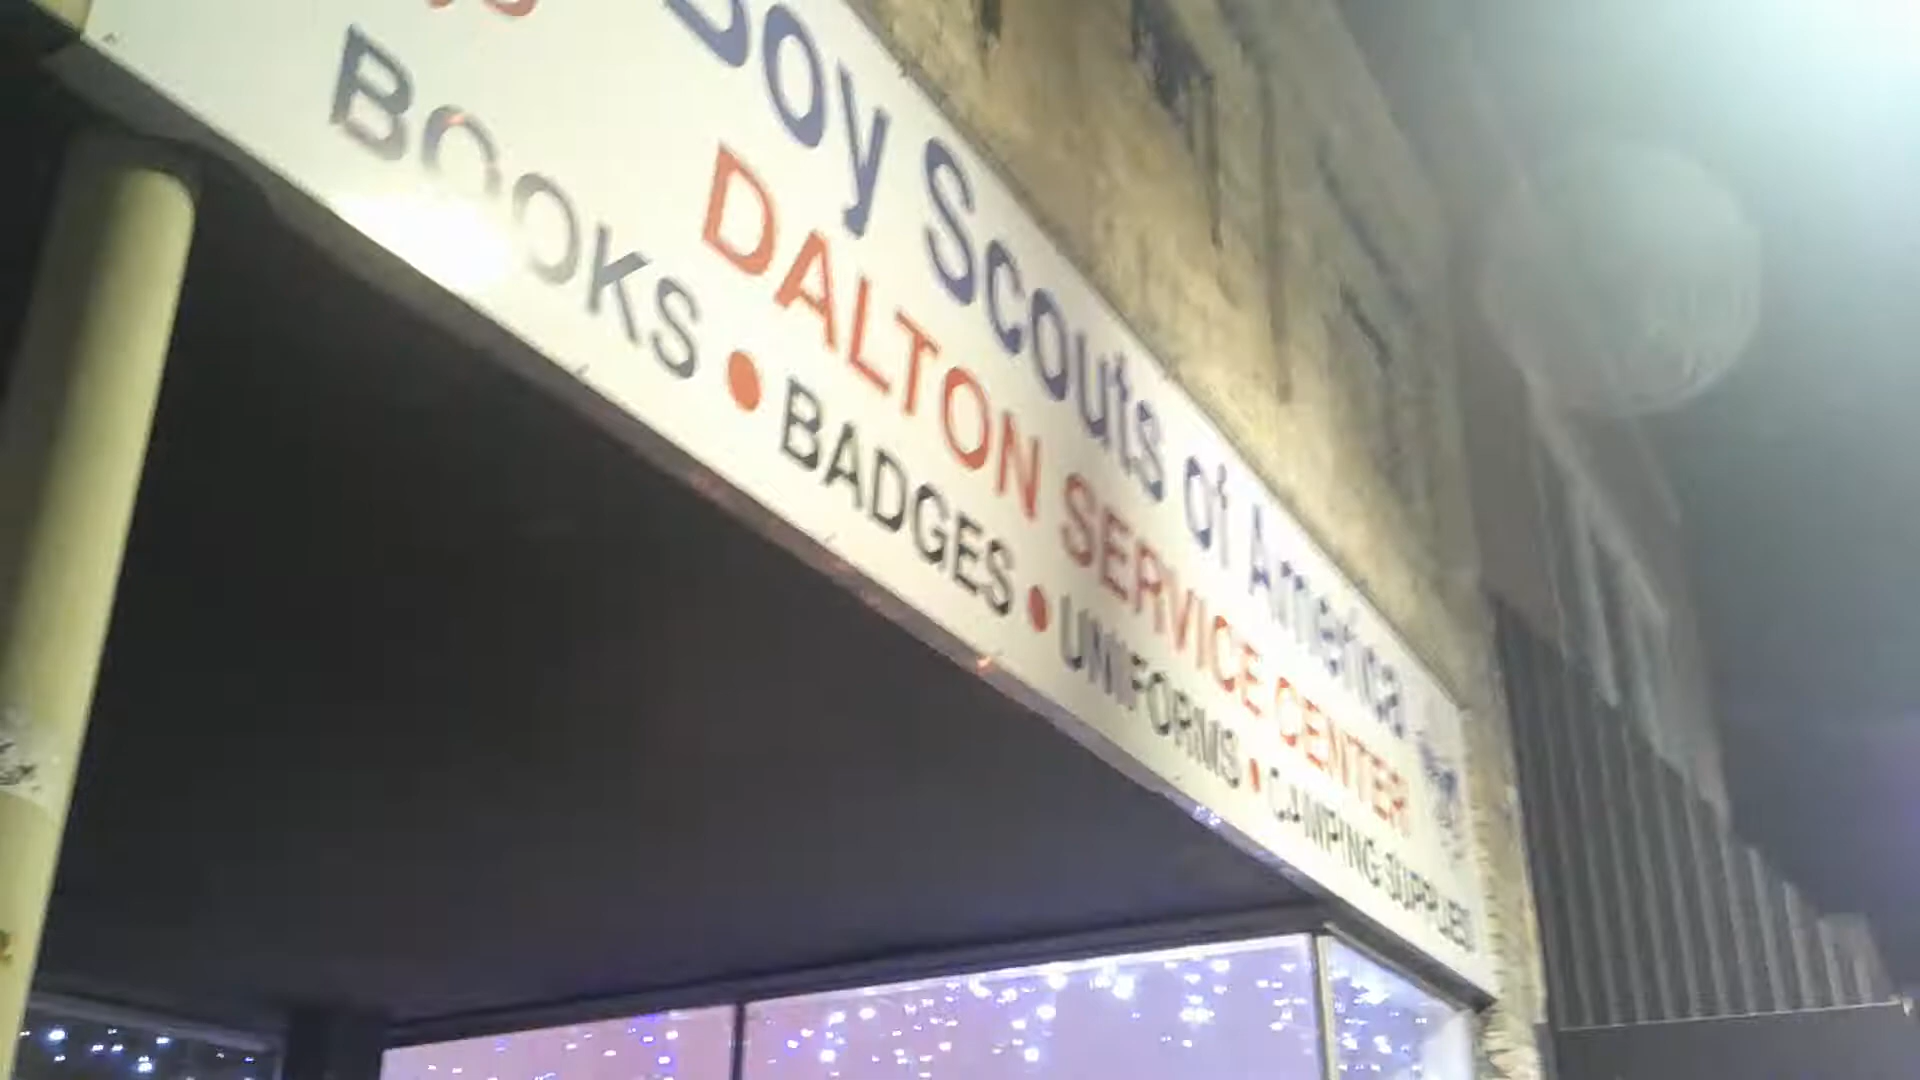 Boy Scouts of America
DALTON SERVICE CENTER
BOOKS • BADGES • UNIFORMS • CAMPING SUPPLIES